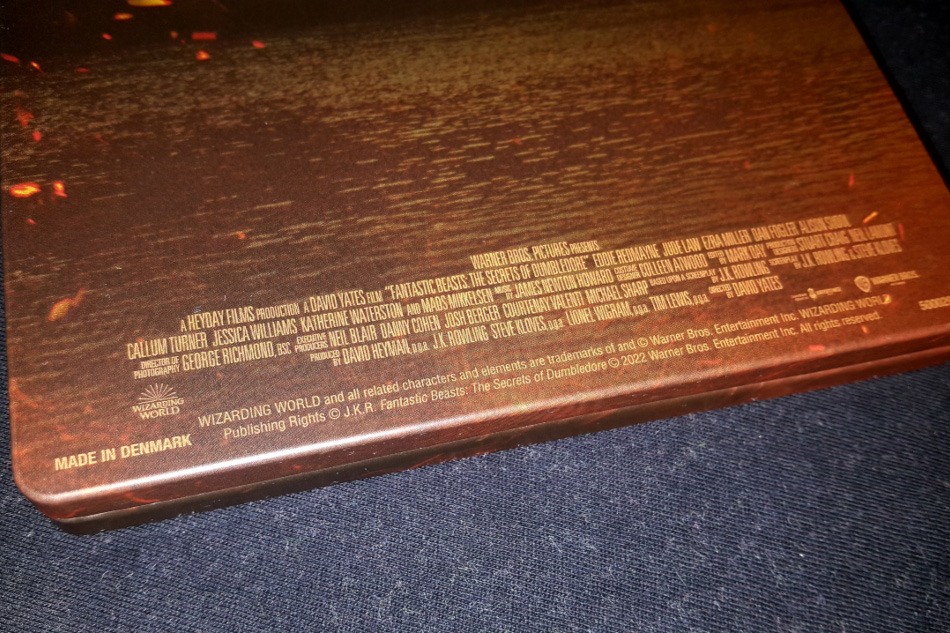 WARNER BROS. PICTURES PRESENTS
A HEYDAY FILMS PRODUCTION A DAVID YATES FILM "FANTASTIC BEASTS: THE SECRETS OF DUMBLEDORE" EDDIE REDMAYNE JUDE LAW EZRA MILLER DAN FOGLER ALISON SUDOL
CALLUM TURNER JESSICA WILLIAMS KATHERINE WATERSTON AND MADS MIKKELSEN MUSIC BY JAMES NEWTON HOWARD COSTUME DESIGNER COLLEEN ATWOOD
DIRECTOR OF PHOTOGRAPHY GEORGE RICHMOND, BSC EXECUTIVE PRODUCERS NEIL BLAIR DANNY COHEN JOSH BERGER COURTENEY VALENTI MICHAEL SHARP J.K. ROWLING J.K. ROWLING & STEVE KLOVES
PRODUCED BY DAVID HEYMAN, p.g.a. J.K. ROWLING STEVE KLOVES, p.g.a. LIONEL WIGRAM, p.g.a. TIM LEWIS, p.g.a. DIRECTED BY DAVID YATES
WIZARDING WORLD
WARNER BROS.
WIZARDING WORLD and all related characters and elements are trademarks of and © Warner Bros. Entertainment Inc. WIZARDING WORLD
Publishing Rights © J.K.R. Fantastic Beasts: The Secrets of Dumbledore © 2022 Warner Bros. Entertainment Inc. All rights reserved.
MADE IN DENMARK